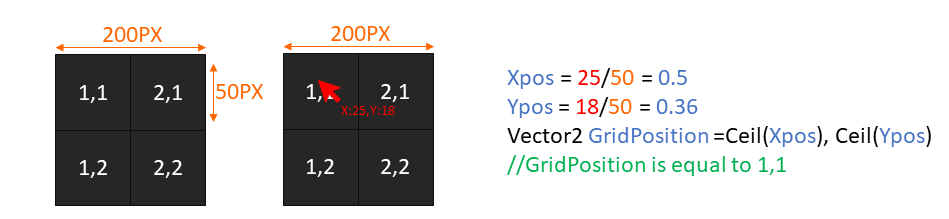 200PX
1,1 2,1
50PX
1,2 2,2
200PX
1,1 2,1
X:25,Y:18
1,2 2,2
Xpos = 25/50 = 0.5
Ypos = 18/50 = 0.36
Vector2 GridPosition =Ceil(Xpos), Ceil(Ypos)
//GridPosition is equal to 1,1